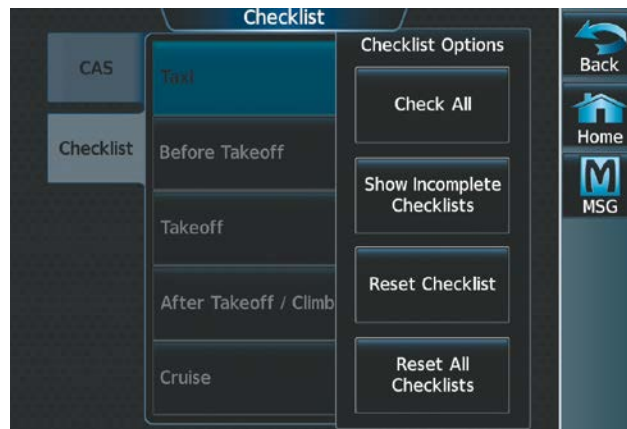 Checklist
CAS
Checklist
Taxi
Before Takeoff
Takeoff
After Takeoff / Climb
Cruise
Checklist Options
Check All
Show Incomplete
Checklists
Reset Checklist
Reset All
Checklists
Back
Home
MSG